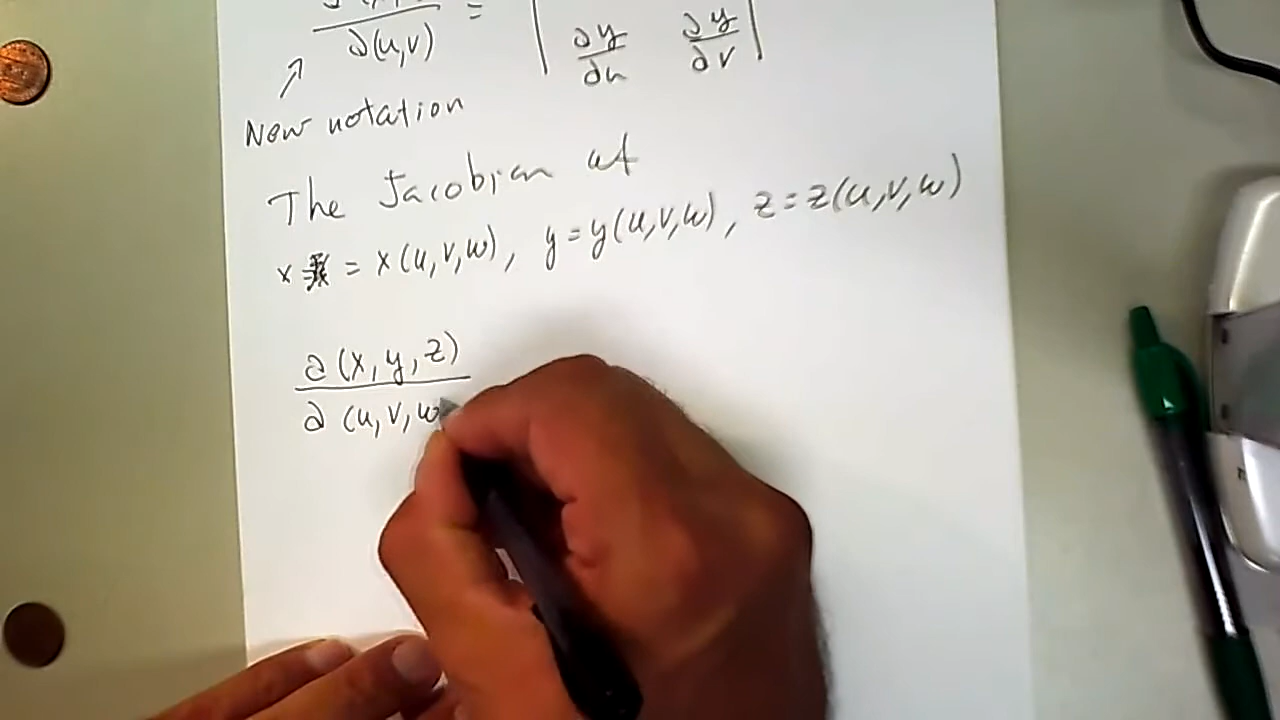 ∂(u,v) = | ∂y/∂u ∂y/∂v |
New notation
The Jacobian of
x = x(u,v,w), y = y(u,v,w), z = z(u,v,w)
∂(x,y,z)
∂(u,v,w